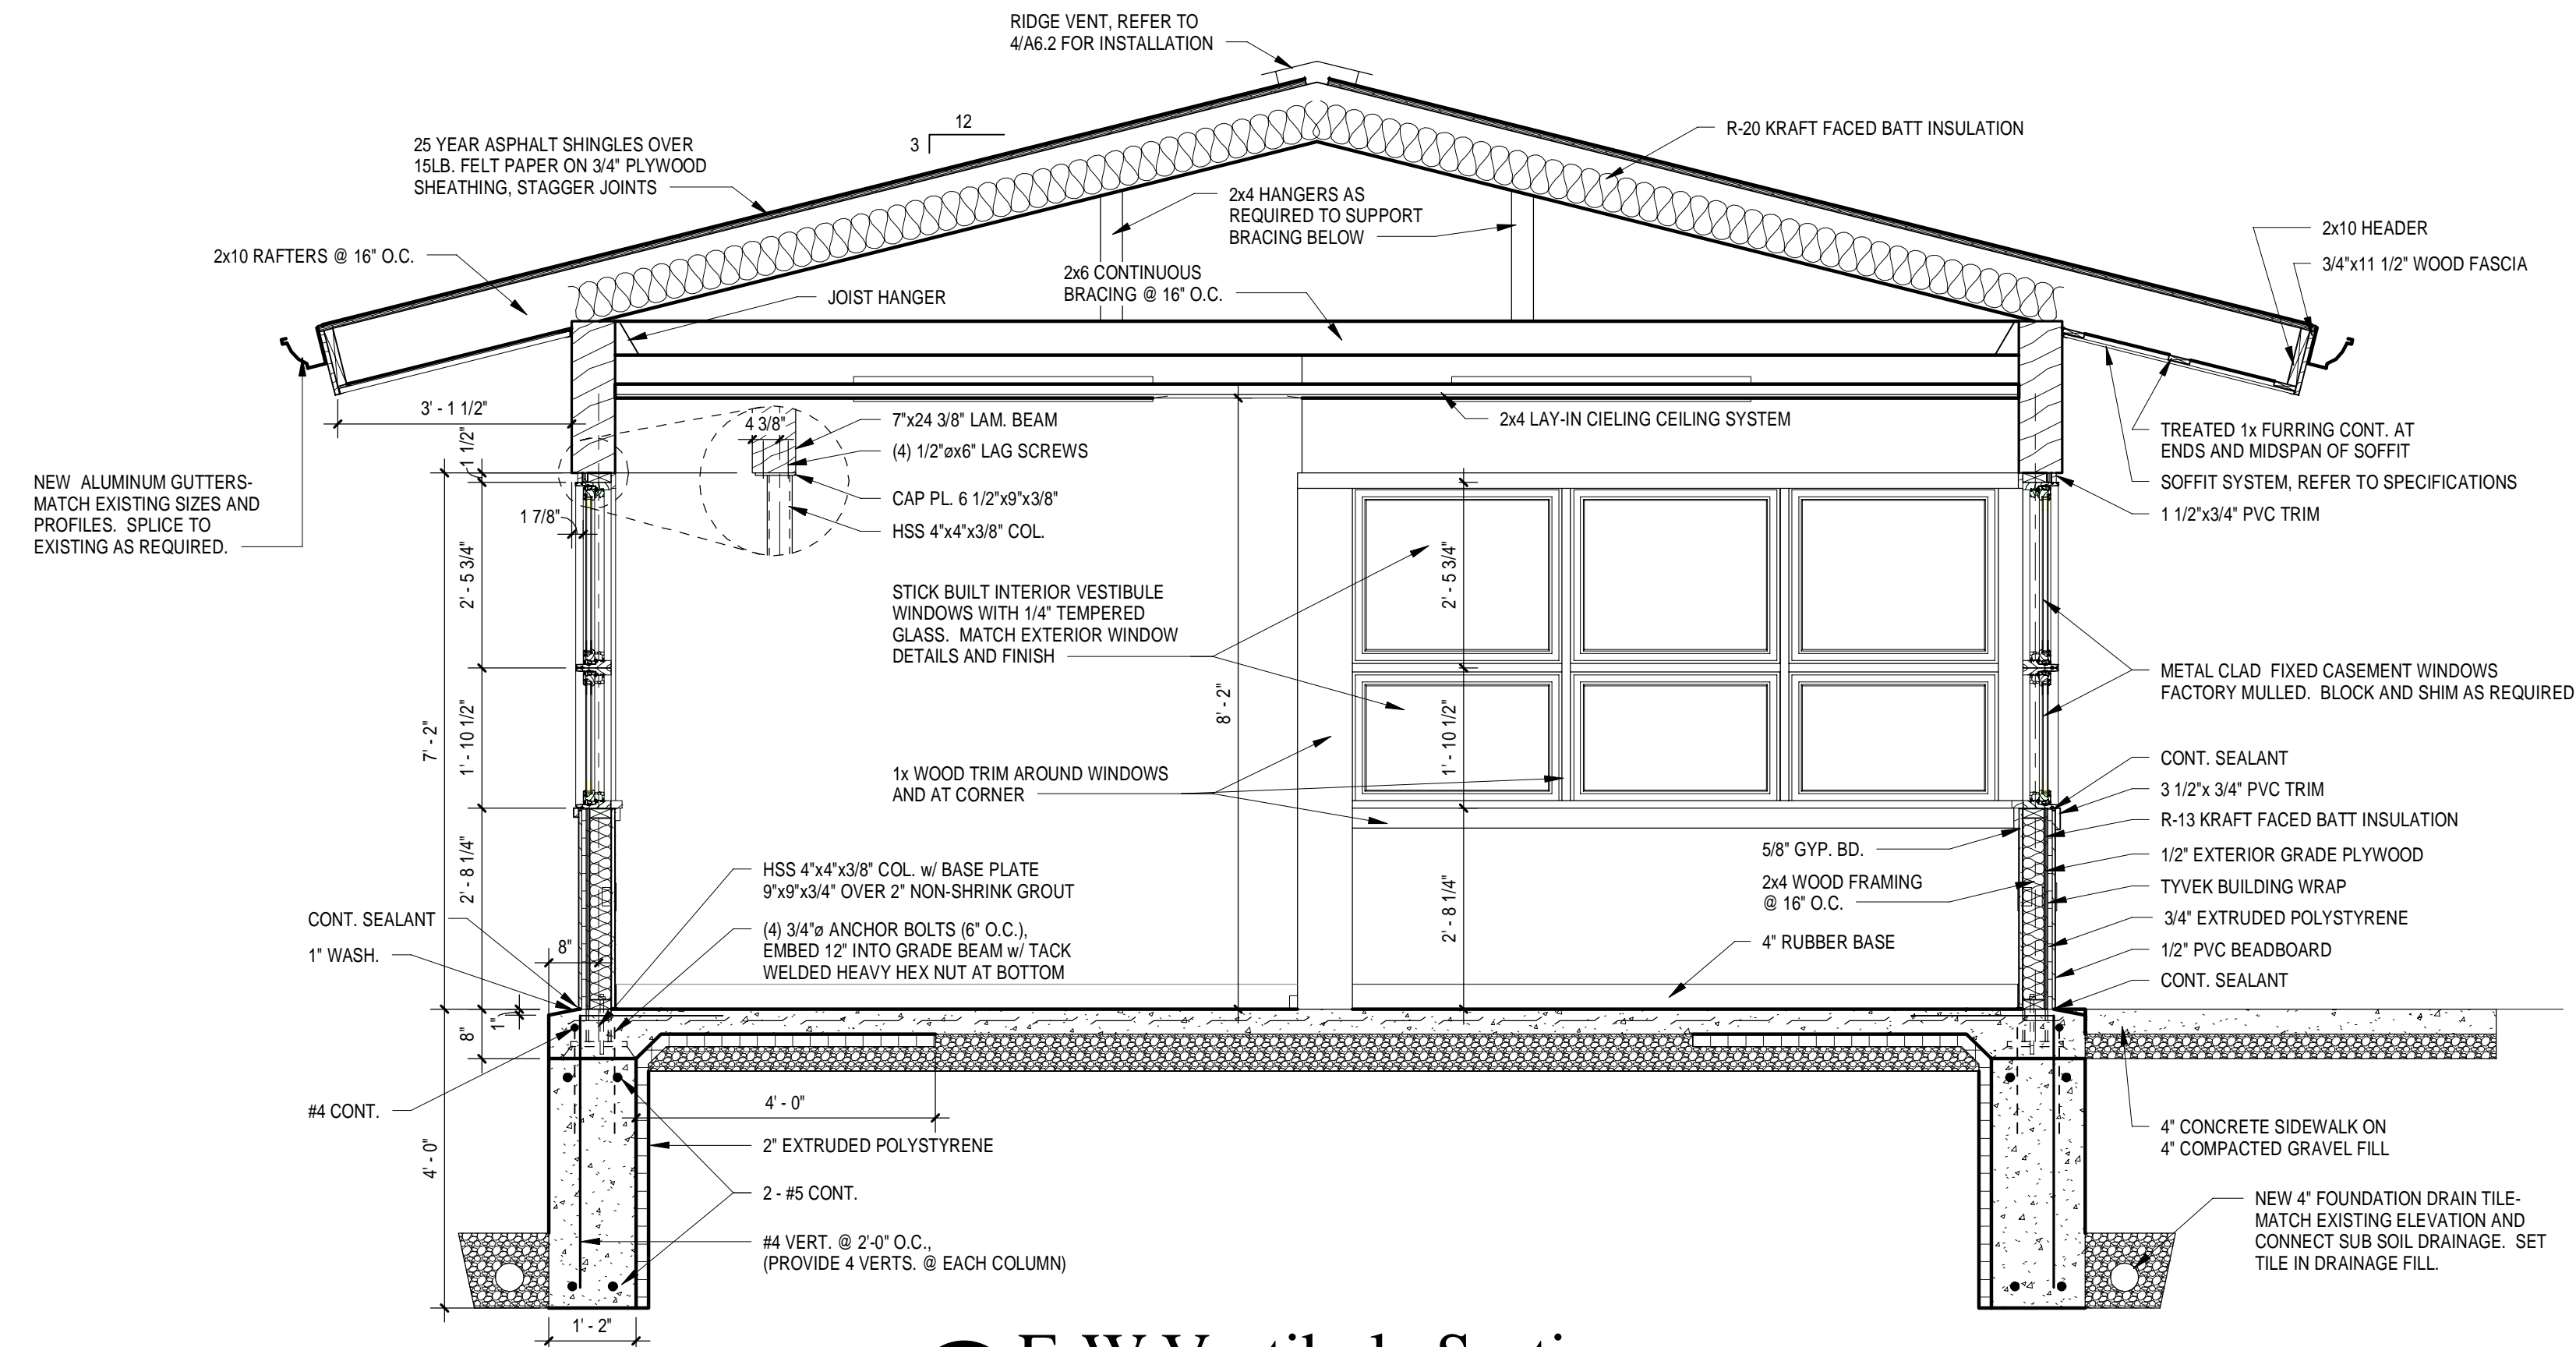 RIDGE VENT, REFER TO
4/A6.2 FOR INSTALLATION
12
3
25 YEAR ASPHALT SHINGLES OVER
15LB. FELT PAPER ON 3/4" PLYWOOD
SHEATHING, STAGGER JOINTS
R-20 KRAFT FACED BATT INSULATION
2x4 HANGERS AS
REQUIRED TO SUPPORT
BRACING BELOW
2x10 RAFTERS @ 16" O.C.
2x10 HEADER
3/4"x11 1/2" WOOD FASCIA
2x6 CONTINUOUS
BRACING @ 16" O.C.
JOIST HANGER
3' - 1 1/2"
4 3/8"
7"x24 3/8" LAM. BEAM
(4) 1/2"øx6" LAG SCREWS
CAP PL. 6 1/2"x9"x3/8"
HSS 4"x4"x3/8" COL.
2x4 LAY-IN CIELING CEILING SYSTEM
TREATED 1x FURRING CONT. AT
ENDS AND MIDSPAN OF SOFFIT
SOFFIT SYSTEM, REFER TO SPECIFICATIONS
1 1/2"x3/4" PVC TRIM
1 1/2"
NEW  ALUMINUM GUTTERS-
MATCH EXISTING SIZES AND
PROFILES.  SPLICE TO
EXISTING AS REQUIRED.
1 7/8"
2' - 5 3/4"
2' - 5 3/4"
STICK BUILT INTERIOR VESTIBULE
WINDOWS WITH 1/4" TEMPERED
GLASS.  MATCH EXTERIOR WINDOW
DETAILS AND FINISH
METAL CLAD  FIXED CASEMENT WINDOWS
FACTORY MULLED.  BLOCK AND SHIM AS REQUIRED
7' - 2"
1' - 10 1/2"
8' - 2"
1' - 10 1/2"
1x WOOD TRIM AROUND WINDOWS
AND AT CORNER
CONT. SEALANT
3 1/2"x 3/4" PVC TRIM
R-13 KRAFT FACED BATT INSULATION
1/2" EXTERIOR GRADE PLYWOOD
TYVEK BUILDING WRAP
3/4" EXTRUDED POLYSTYRENE
1/2" PVC BEADBOARD
CONT. SEALANT
5/8" GYP. BD.
2x4 WOOD FRAMING
@ 16" O.C.
4" RUBBER BASE
2' - 8 1/4"
2' - 8 1/4"
HSS 4"x4"x3/8" COL. w/ BASE PLATE
9"x9"x3/4" OVER 2" NON-SHRINK GROUT
(4) 3/4"ø ANCHOR BOLTS (6" O.C.),
EMBED 12" INTO GRADE BEAM w/ TACK
WELDED HEAVY HEX NUT AT BOTTOM
CONT. SEALANT
1" WASH.
8"
1"
8"
#4 CONT.
4' - 0"
4' - 0"
2" EXTRUDED POLYSTYRENE
2 - #5 CONT.
#4 VERT. @ 2'-0" O.C.,
(PROVIDE 4 VERTS. @ EACH COLUMN)
4" CONCRETE SIDEWALK ON
4" COMPACTED GRAVEL FILL
NEW 4" FOUNDATION DRAIN TILE-
MATCH EXISTING ELEVATION AND
CONNECT SUB SOIL DRAINAGE.  SET
TILE IN DRAINAGE FILL.
1' - 2"